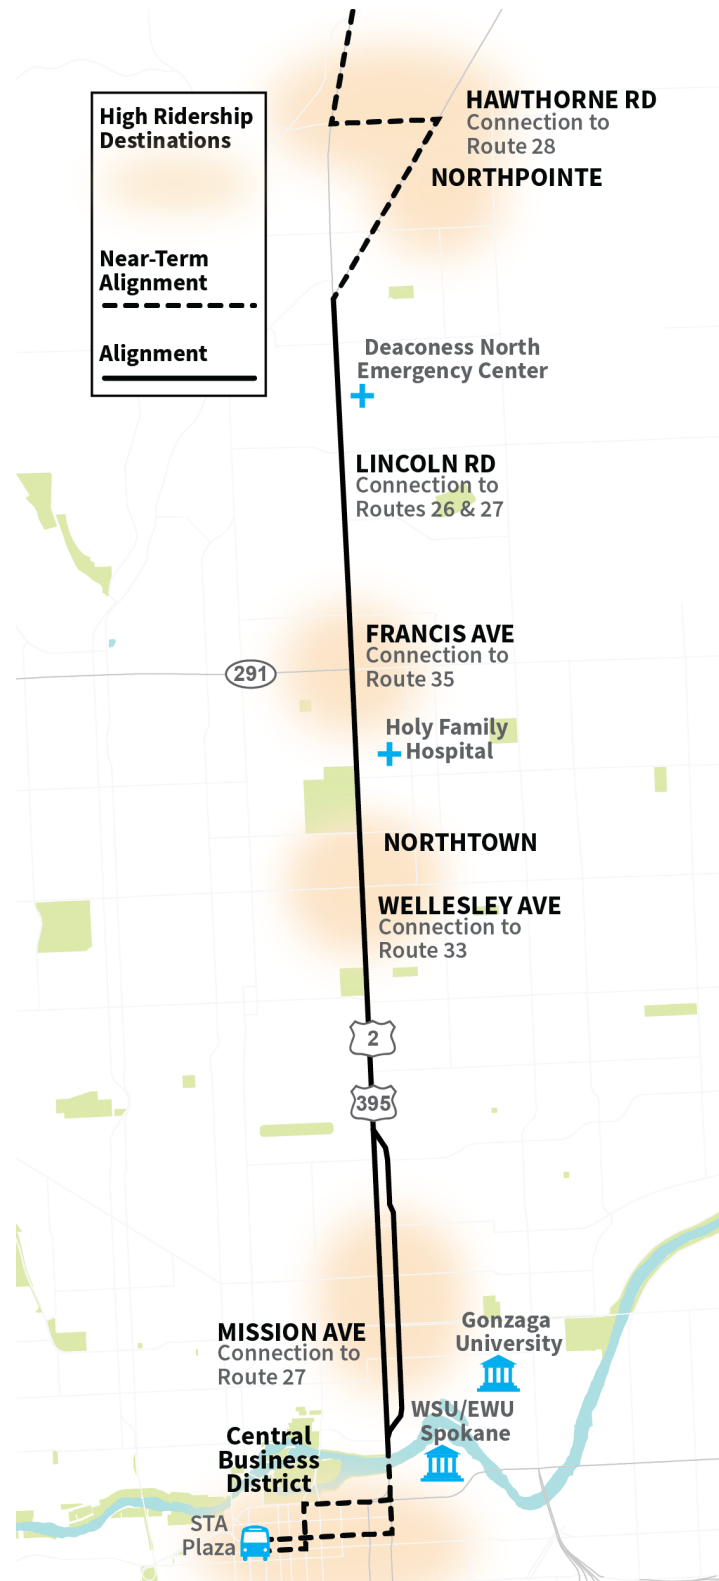 High Ridership
Destinations
Near-Term
Alignment
Alignment
HAWTHORNE RD
Connection to
Route 28
NORTHPOINTE
Deaconess North
Emergency Center
LINCOLN RD
Connection to
Routes 26 & 27
FRANCIS AVE
Connection to
Route 35
291
Holy Family
Hospital
NORTHTOWN
WELLESLEY AVE
Connection to
Route 33
2
395
Gonzaga
University
MISSION AVE
Connection to
Route 27
WSU/EWU
Spokane
Central
Business
District
STA
Plaza